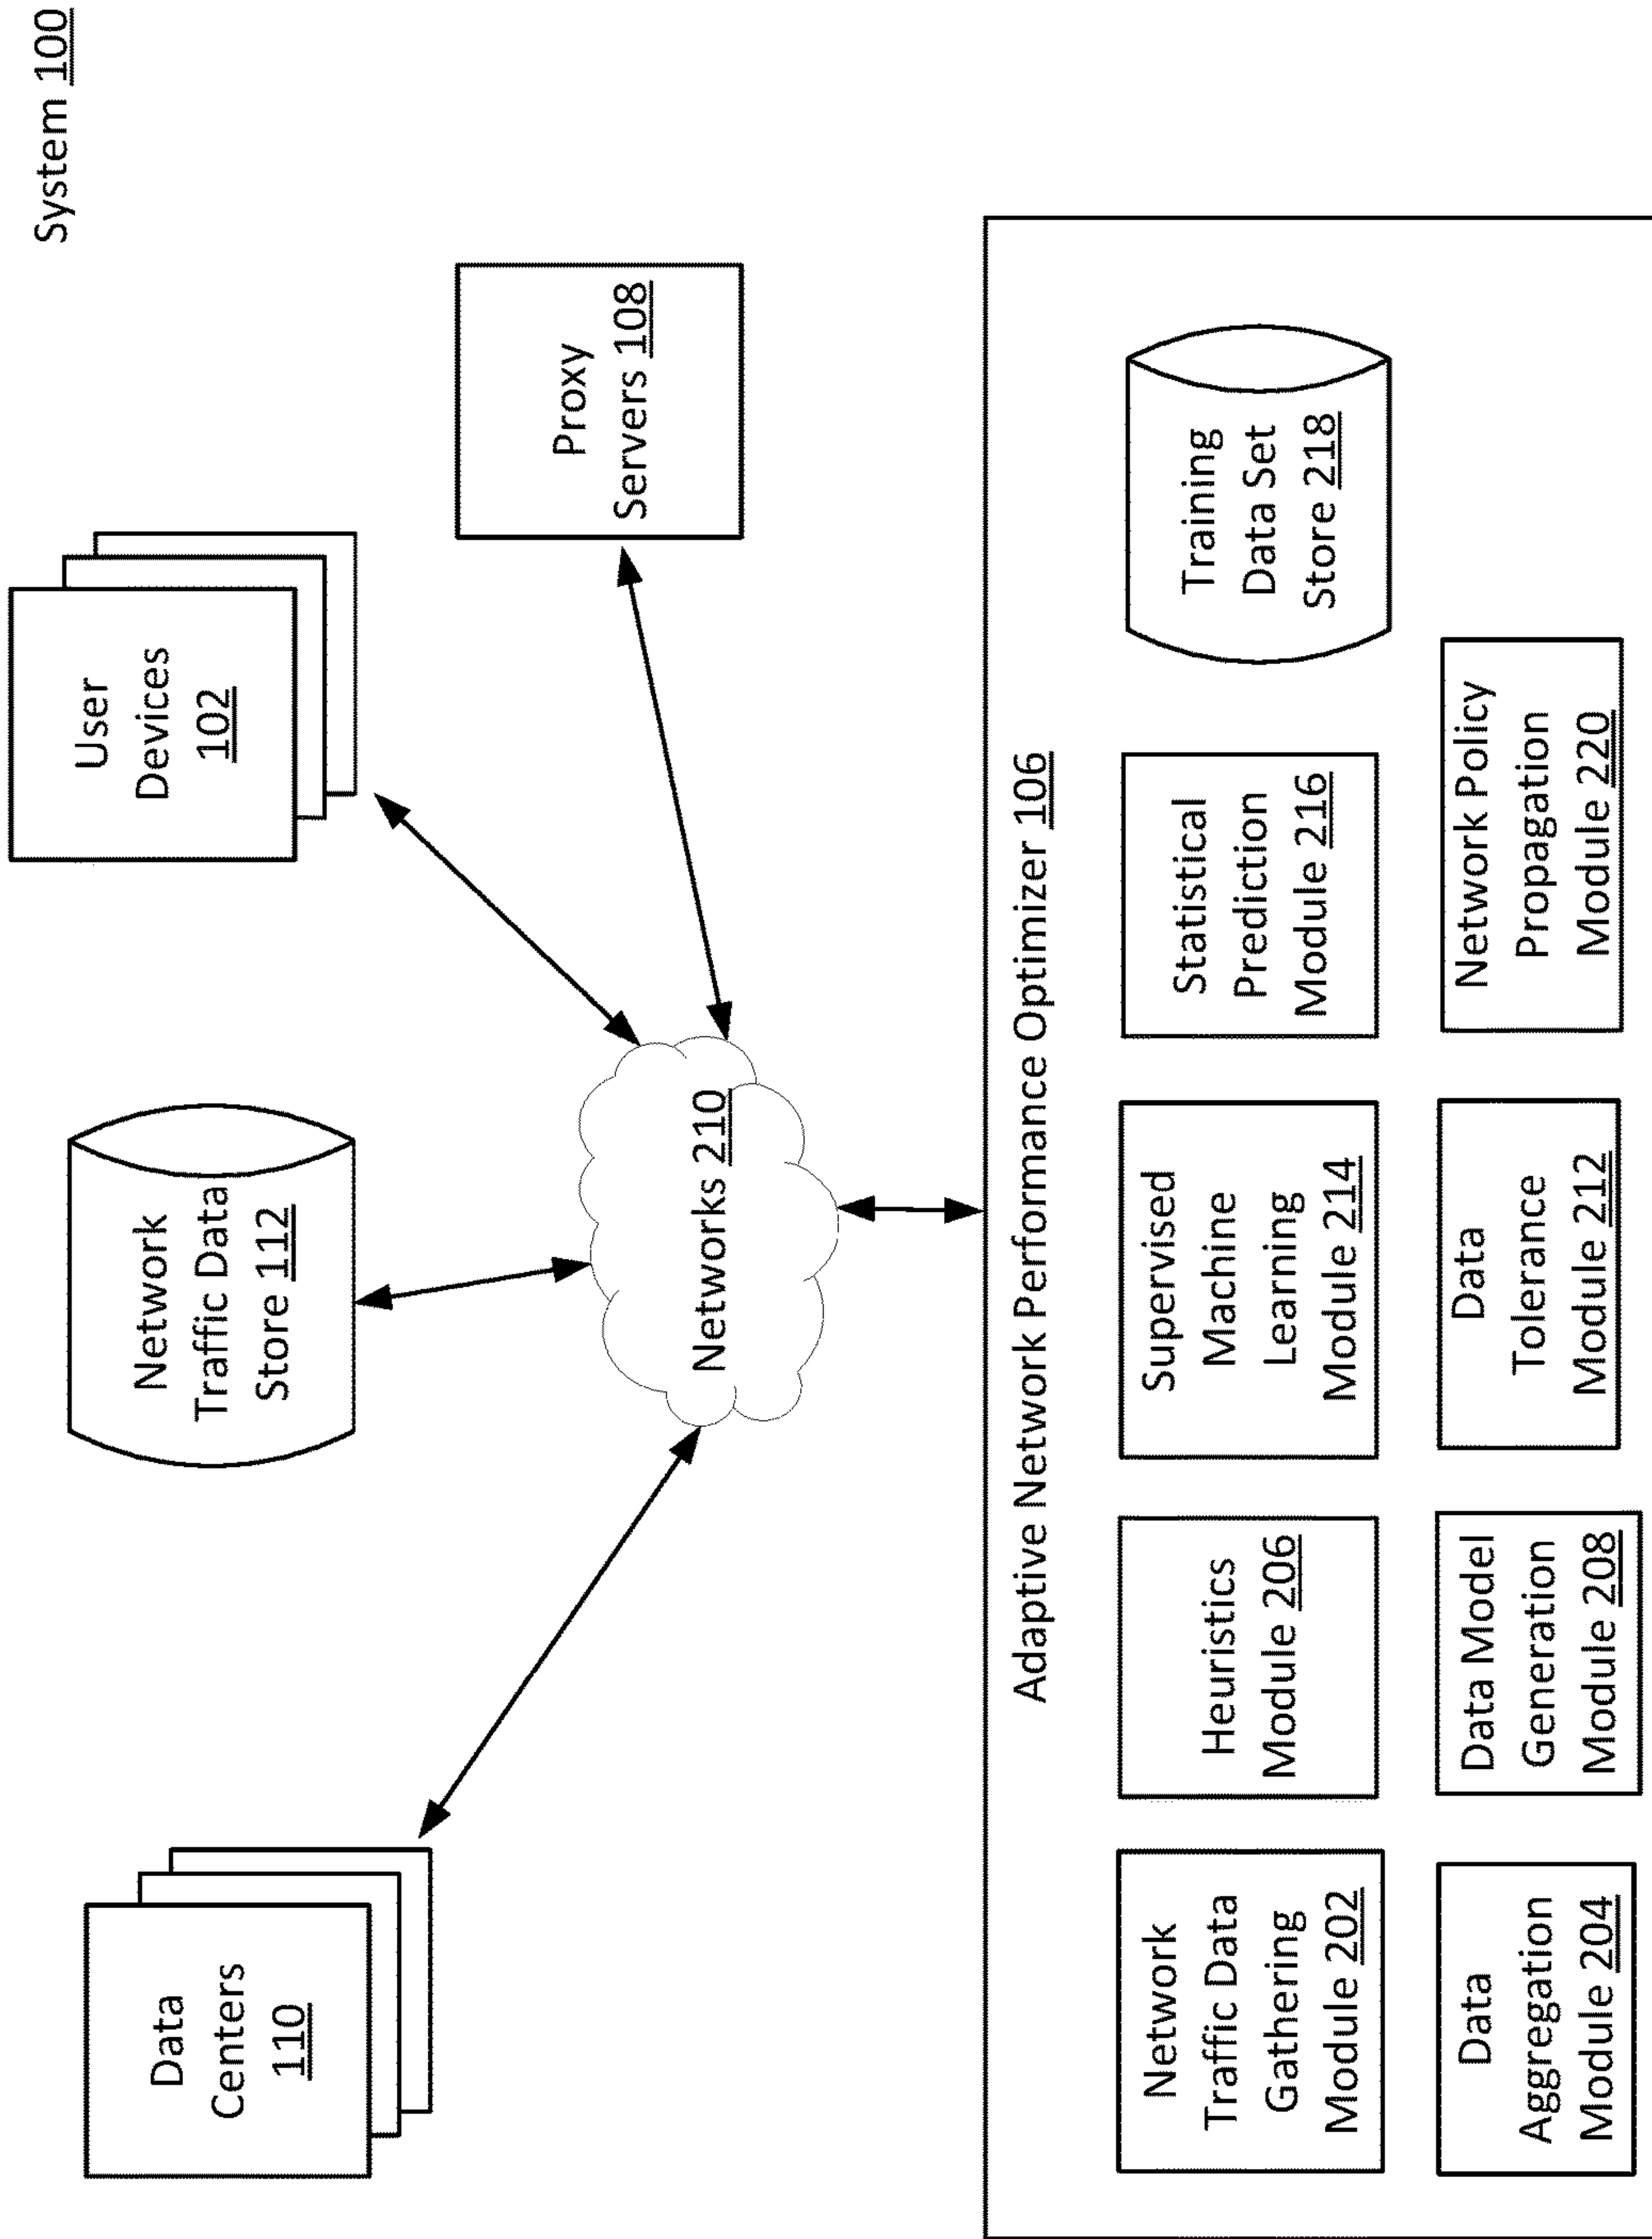 System 100
Data
Centers
110
Network
Traffic Data
Store 112
User
Devices
102
Proxy
Servers 108
Networks 210
Adaptive Network Performance Optimizer 106
Network
Traffic Data
Gathering
Module 202
Heuristics
Module 206
Supervised
Machine
Learning
Module 214
Statistical
Prediction
Module 216
Training
Data Set
Store 218
Data
Aggregation
Module 204
Data Model
Generation
Module 208
Data
Tolerance
Module 212
Network Policy
Propagation
Module 220